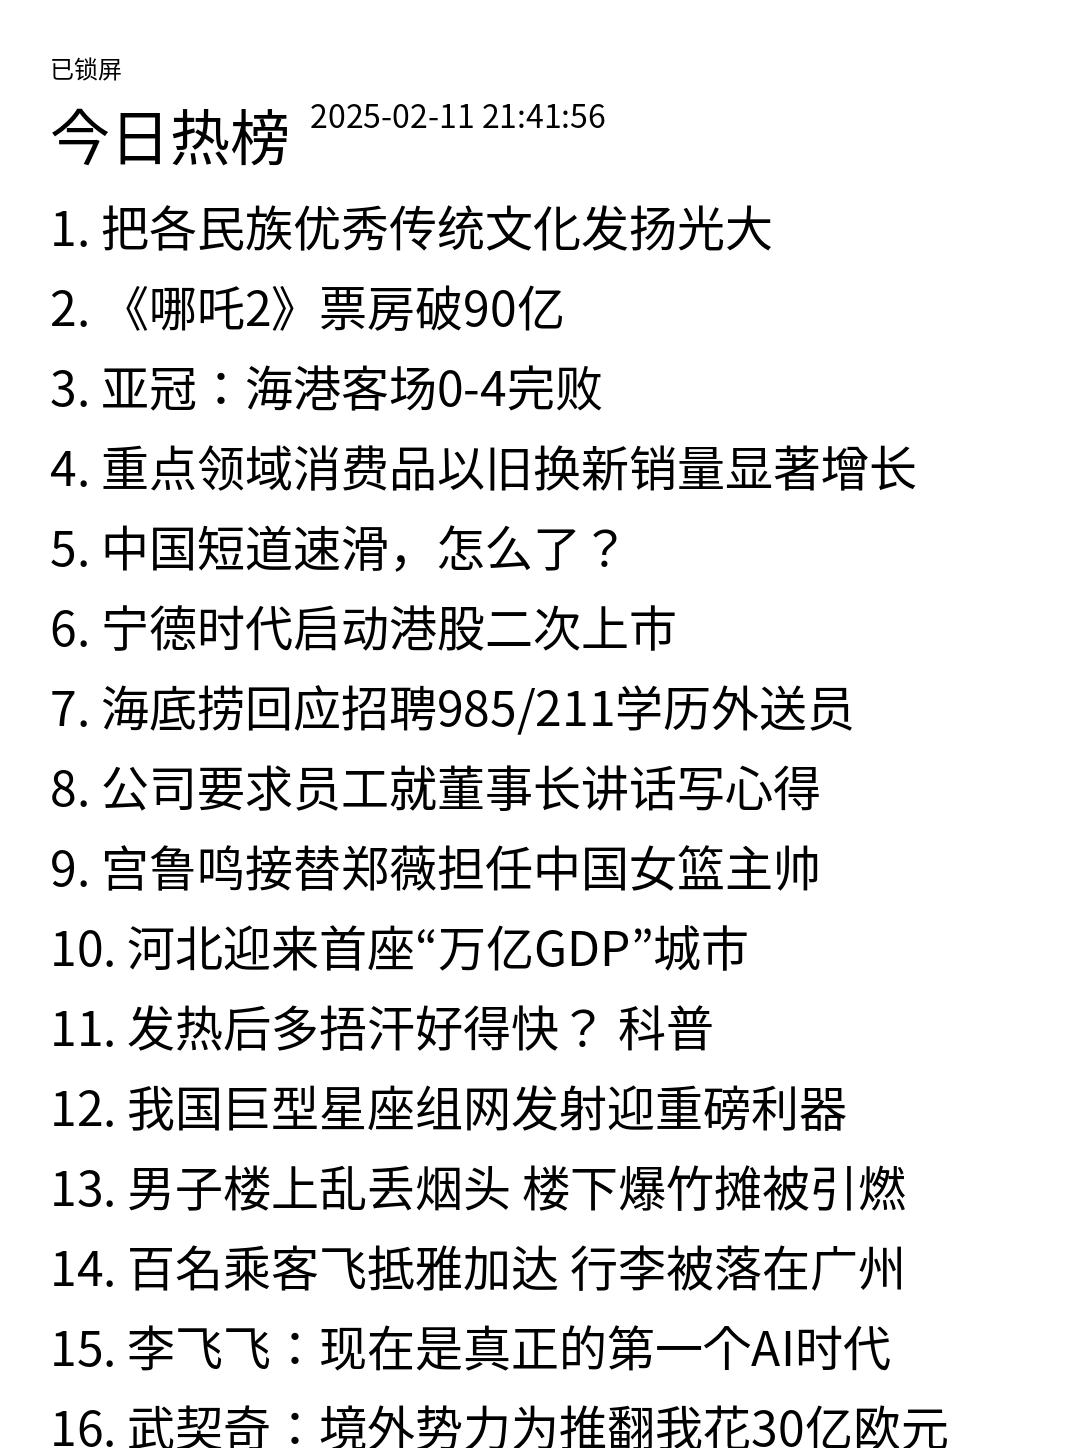 已锁屏
今日热榜 2025-02-11 21:41:56
1. 把各民族优秀传统文化发扬光大
2. 《哪吒2》票房破90亿
3. 亚冠：海港客场0-4完败
4. 重点领域消费品以旧换新销量显著增长
5. 中国短道速滑，怎么了？
6. 宁德时代启动港股二次上市
7. 海底捞回应招聘985/211学历外送员
8. 公司要求员工就董事长讲话写心得
9. 宫鲁鸣接替郑薇担任中国女篮主帅
10. 河北迎来首座“万亿GDP”城市
11. 发热后多捂汗好得快？ 科普
12. 我国巨型星座组网发射迎重磅利器
13. 男子楼上乱丢烟头 楼下爆竹摊被引燃
14. 百名乘客飞抵雅加达 行李被落在广州
15. 李飞飞：现在是真正的第一个AI时代
16. 武契奇：境外势力为推翻我花30亿欧元